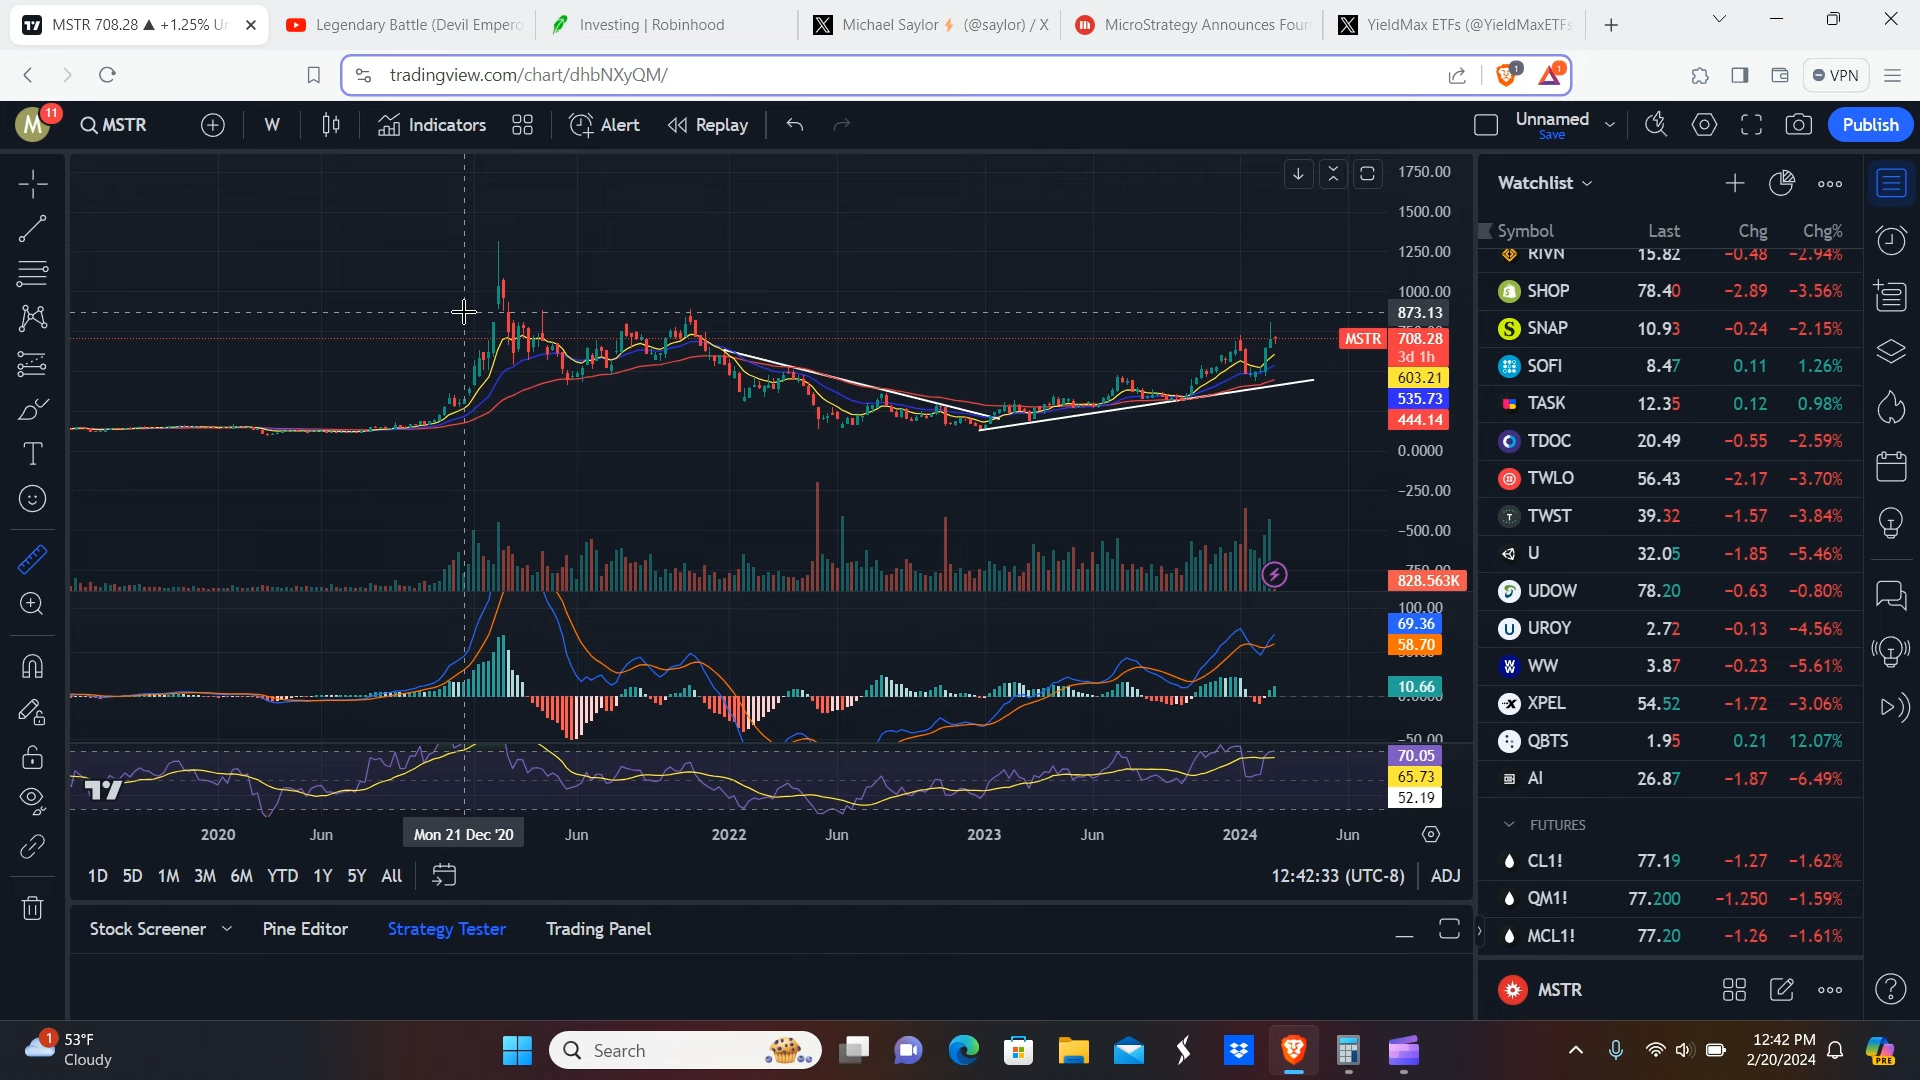 MSTR 708.28 ▲ +1.25% Ur
Legendary Battle (Devil Empero
Investing | Robinhood
Michael Saylor⚡ (@saylor) / X
MicroStrategy Announces Four
YieldMax ETFs (@YieldMaxETFs
tradingview.com/chart/dhbNXyQM/
1
1
VPN
M
11
MSTR
W
Indicators
Alert
Replay
Unnamed
Save
Publish
1750.00
1500.00
1250.00
1000.00
873.13
MSTR 708.28
3d 1h
603.21
535.73
444.14
0.0000
−250.00
−500.00
828.563K
100.00
69.36
58.70
10.66
−50.00
70.05
65.73
52.19
2020 Jun Mon 21 Dec '20 Jun 2022 Jun 2023 Jun 2024 Jun
1D 5D 1M 3M 6M YTD 1Y 5Y All
12:42:33 (UTC-8) ADJ
Stock Screener Pine Editor Strategy Tester Trading Panel
Watchlist
Symbol Last Chg Chg%
RIVN 15.82 −0.48 −2.94%
SHOP 78.40 −2.89 −3.56%
SNAP 10.93 −0.24 −2.15%
SOFI 8.47 0.11 1.26%
TASK 12.35 0.12 0.98%
TDOC 20.49 −0.55 −2.59%
TWLO 56.43 −2.17 −3.70%
TWST 39.32 −1.57 −3.84%
U 32.05 −1.85 −5.46%
UDOW 78.20 −0.63 −0.80%
UROY 2.72 −0.13 −4.56%
WW 3.87 −0.23 −5.61%
XPEL 54.52 −1.72 −3.06%
QBTS 1.95 0.21 12.07%
AI 26.87 −1.87 −6.49%
FUTURES
CL1! 77.19 −1.27 −1.62%
QM1! 77.200 −1.250 −1.59%
MCL1! 77.20 −1.26 −1.61%
MSTR
1
53°F
Cloudy
Search
12:42 PM
2/20/2024
PRE